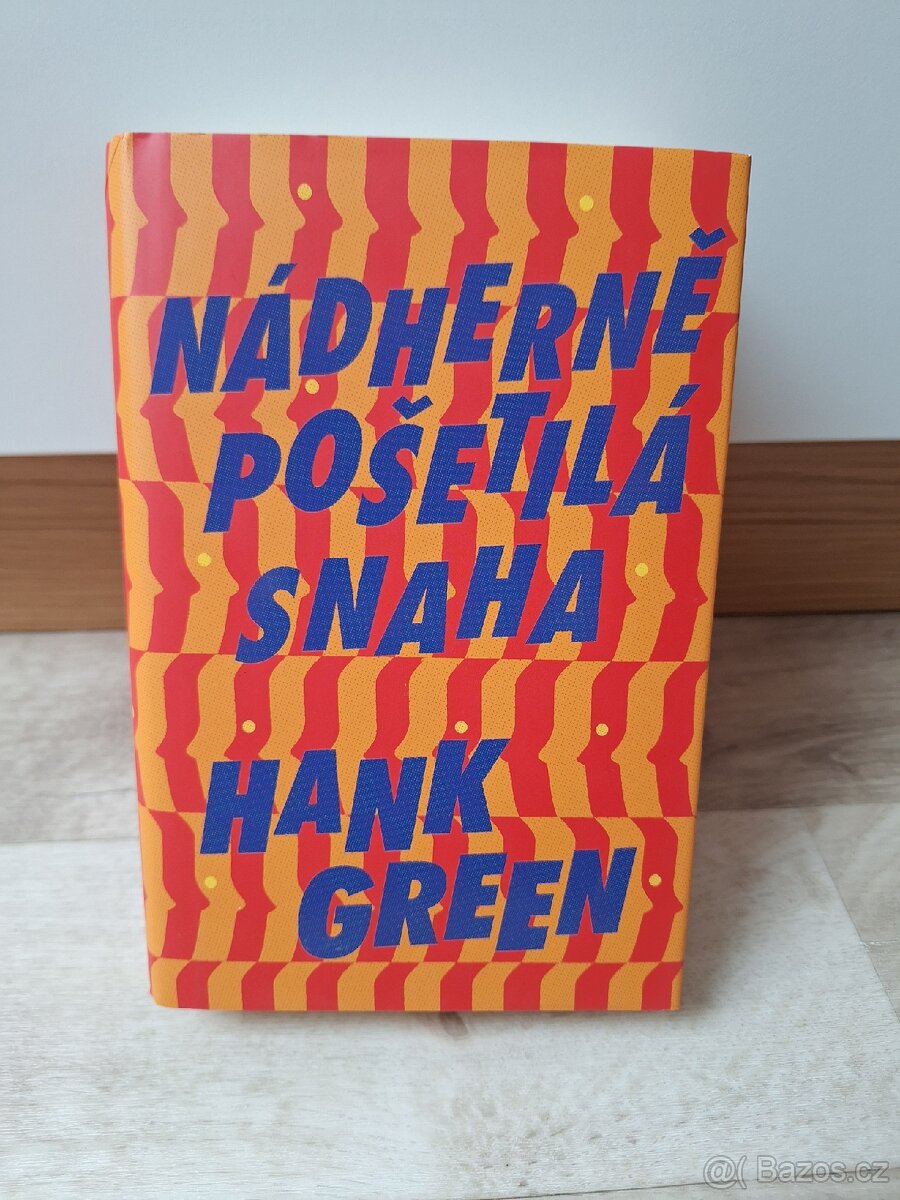 NÁDHERNĚ
POŠETILÁ
SNAHA
HANK
GREEN
@( Bazos.cz